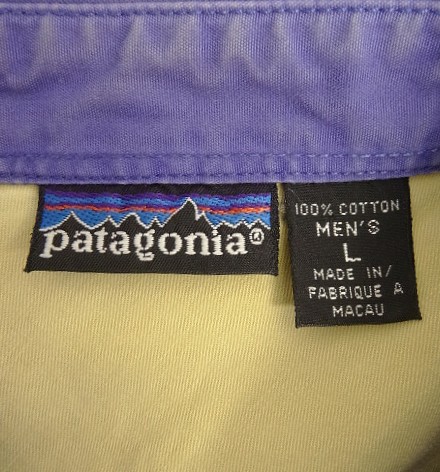 patagonia®
100% COTTON
MEN'S
L
MADE IN/
FABRIQUE A
MACAU